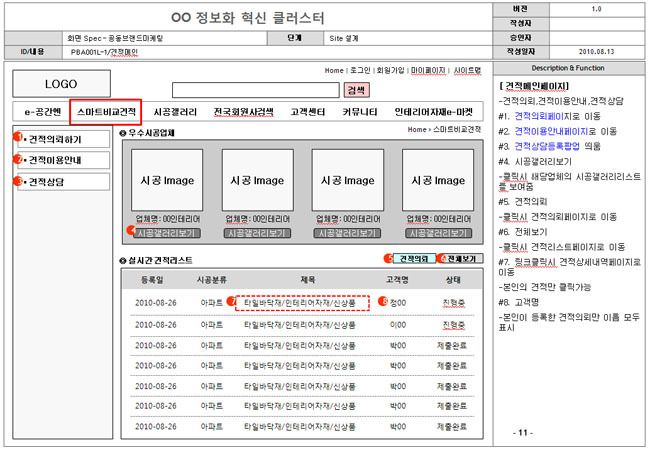 OO 정보화 혁신 클러스터
버전 1.0
작성자
화면 Spec - 공동브랜드마케팅 단계 Site 설계 승인자
ID/내용 PBA001L-1/견적메인 작성일자 2010.08.13
Description & Function
LOGO
Home | 로그인 | 회원가입 | 마이페이지 | 사이트맵
검색
e-공간엔 스마트비교견적 시공갤러리 전국회원사검색 고객센터 커뮤니티 인테리어자재e-마켓
1 • 견적의뢰하기
2 • 견적이용안내
3 • 견적상담
우수시공업체
Home > 스마트비교견적
시공 Image 시공 Image 시공 Image 시공 Image
업체명: 00인테리어 업체명: 00인테리어 업체명: 00인테리어 업체명: 00인테리어
4 시공갤러리보기 시공갤러리보기 시공갤러리보기 시공갤러리보기
실시간 견적리스트
5 견적의뢰 전체보기
등록일 시공분류 제목 고객명 상태
2010-08-26 아파트 7 타일바닥재/인테리어자재/신상품 8 정00 진행중
2010-08-26 아파트 타일바닥재/인테리어자재/신상품 이00 진행중
2010-08-26 아파트 타일바닥재/인테리어자재/신상품 박00 제출완료
2010-08-26 아파트 타일바닥재/인테리어자재/신상품 박00 제출완료
2010-08-26 아파트 타일바닥재/인테리어자재/신상품 박00 제출완료
2010-08-26 아파트 타일바닥재/인테리어자재/신상품 박00 제출완료
2010-08-26 아파트 타일바닥재/인테리어자재/신상품 박00 제출완료
[ 견적메인페이지]
-견적의뢰,견적이용안내,견적상담
#1. 견적의뢰페이지로 이동
#2. 견적이용안내페이지로 이동
#3. 견적상담등록팝업 띄움
#4. 시공갤러리보기
-클릭시 해당업체의 시공갤러리리스트
를 보여줌
#5. 견적의뢰
-클릭시 견적의뢰페이지로 이동
#6. 전체보기
-클릭시 견적리스트페이지로 이동
#7. 링크클릭시 견적상세내역페이지로
이동
-본인의 견적만 클릭가능
#8. 고객명
-본인이 등록한 견적의뢰만 이름 모두
표시
- 11 -